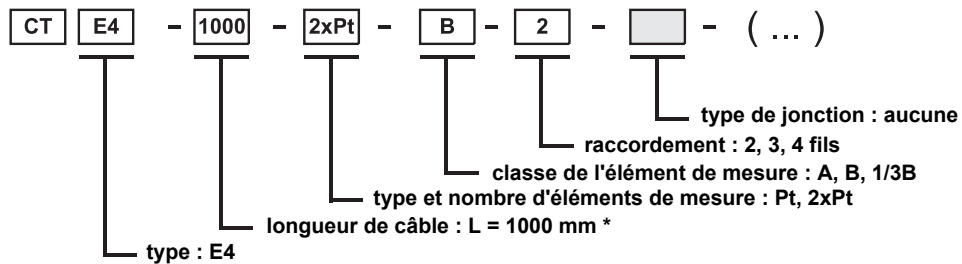 CT E4 - 1000 - 2xPt - B - 2 - - ( ... )
type de jonction : aucune
raccordement : 2, 3, 4 fils
classe de l'élément de mesure : A, B, 1/3B
type et nombre d'éléments de mesure : Pt, 2xPt
longueur de câble : L = 1000 mm *
type : E4